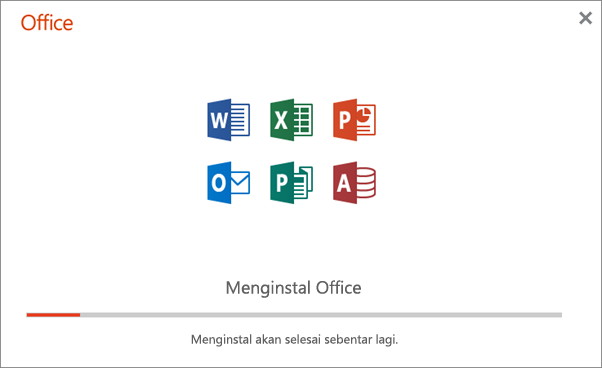 Office
W X P
O P A
Menginstal Office
Menginstal akan selesai sebentar lagi.